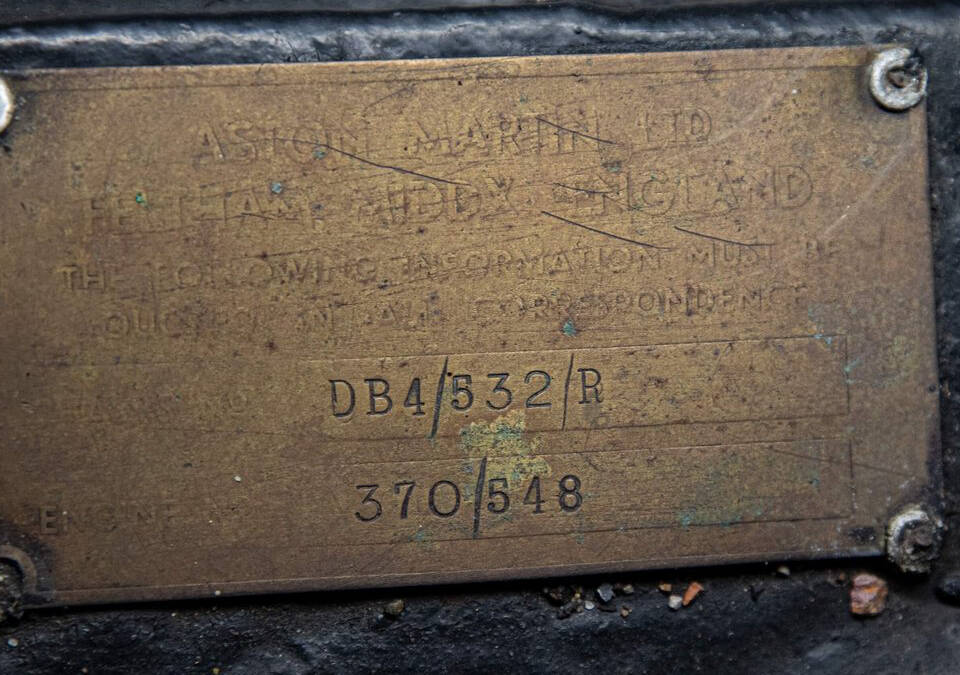 ASTON MARTIN LTD
FELTHAM, MIDDX ENGLAND
THE FOLLOWING INFORMATION MUST BE
QUOTED IN ALL CORRESPONDENCE
DB4/532/R
ENGINE 370/548